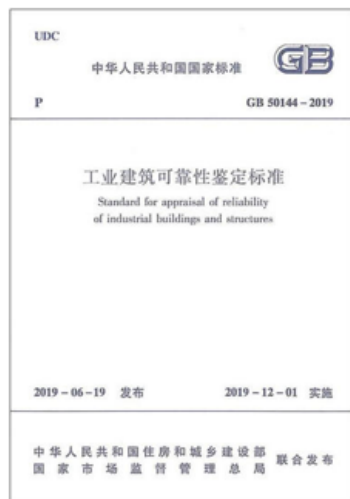 UDC
中华人民共和国国家标准
GB
P
GB 50144-2019
工业建筑可靠性鉴定标准
Standard for appraisal of reliability
of industrial buildings and structures
2019-06-19 发布
2019-12-01 实施
中华人民共和国住房和城乡建设部
国家市场监督管理总局
联合发布